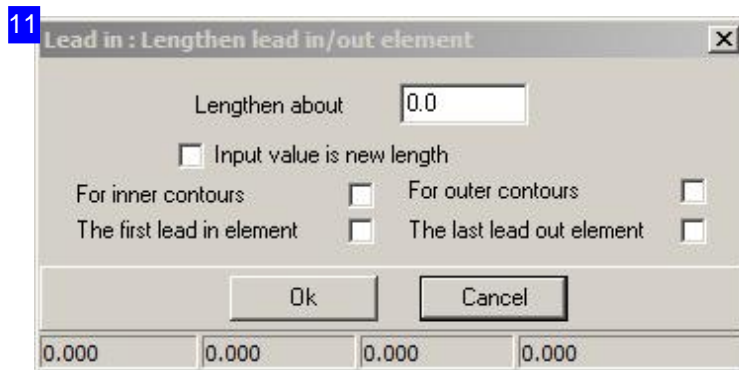 11
Lead in : Lengthen lead in/out element
Lengthen about 0.0
Input value is new length
For inner contours For outer contours
The first lead in element The last lead out element
Ok Cancel
0.000 0.000 0.000 0.000